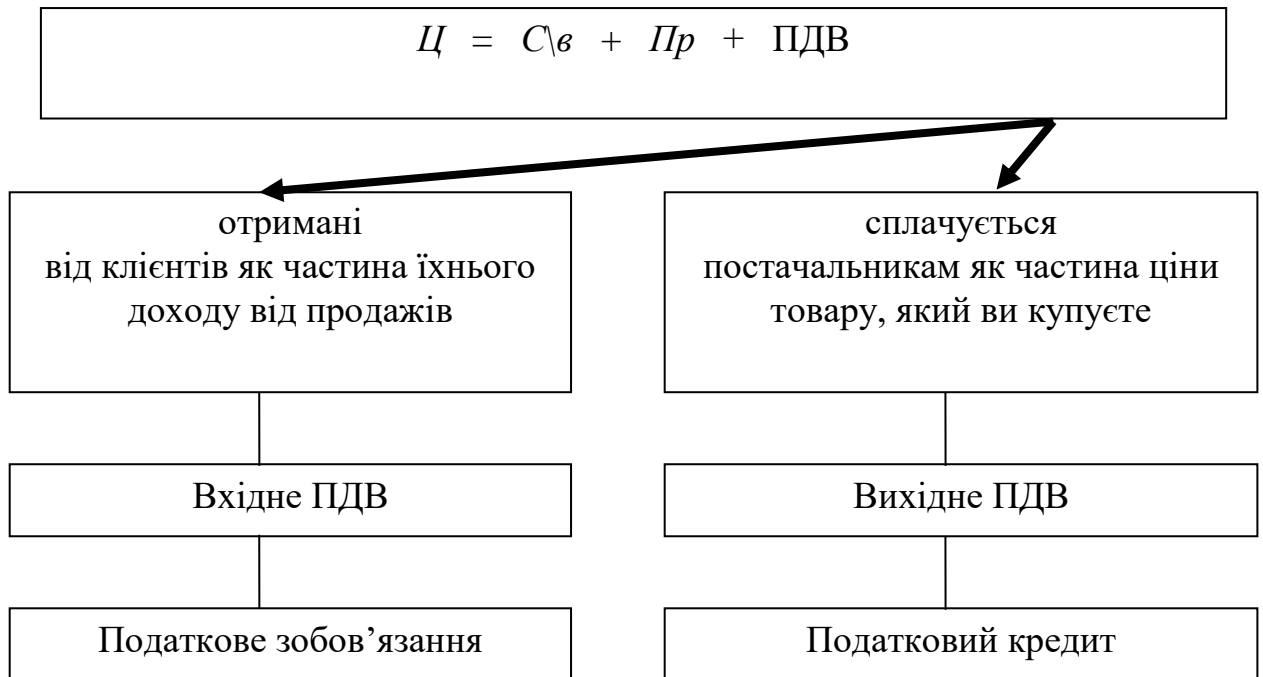 Ц = С\в + Пр + ПДВ
отримані
від клієнтів як частина їхнього
доходу від продажів
сплачується
постачальникам як частина ціни
товару, який ви купуєте
Вхідне ПДВ
Вихідне ПДВ
Податкове зобов’язання
Податковий кредит